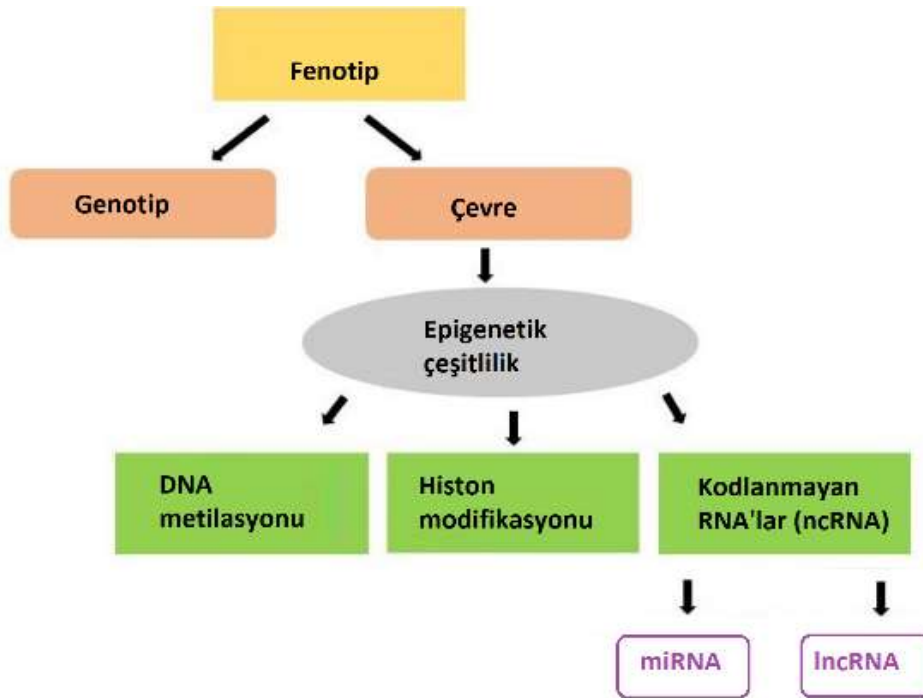 Fenotip
Genotip
Çevre
Epigenetik
çeşitlilik
DNA
metilasyonu
Histon
modifikasyonu
Kodlanmayan
RNA'lar (ncRNA)
miRNA
lncRNA